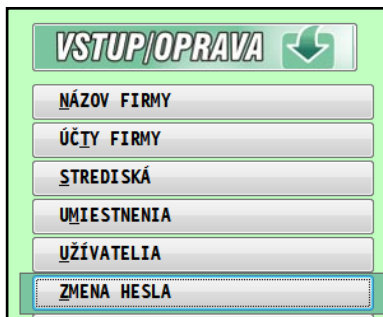 VSTUP/OPRAVA
NÁZOV FIRMY
ÚČTY FIRMY
STREDISKÁ
UMIESTNENIA
UŽÍVATELIA
ZMENA HESLA